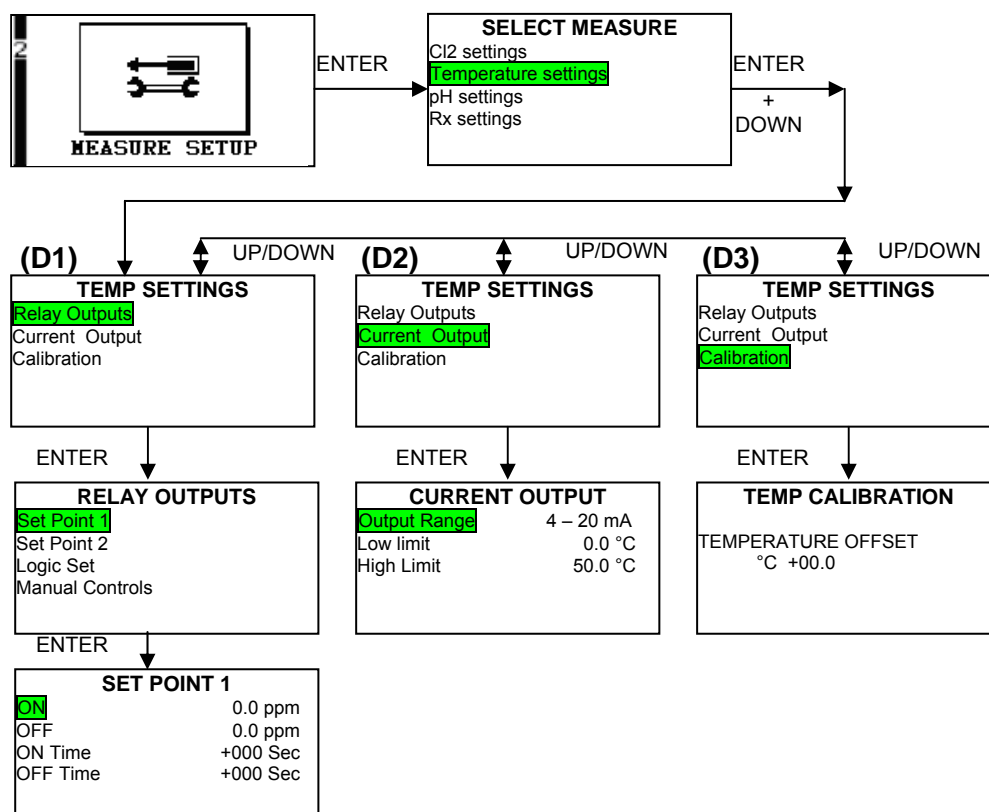 2
MEASURE SETUP
ENTER
SELECT MEASURE
Cl2 settings
Temperature settings
pH settings
Rx settings
ENTER
+
DOWN
(D1)
UP/DOWN
TEMP SETTINGS
Relay Outputs
Current Output
Calibration
(D2)
UP/DOWN
TEMP SETTINGS
Relay Outputs
Current Output
Calibration
(D3)
UP/DOWN
TEMP SETTINGS
Relay Outputs
Current Output
Calibration
ENTER
RELAY OUTPUTS
Set Point 1
Set Point 2
Logic Set
Manual Controls
ENTER
CURRENT OUTPUT
Output Range 4 – 20 mA
Low limit 0.0 °C
High Limit 50.0 °C
ENTER
TEMP CALIBRATION
TEMPERATURE OFFSET
°C +00.0
ENTER
SET POINT 1
ON 0.0 ppm
OFF 0.0 ppm
ON Time +000 Sec
OFF Time +000 Sec